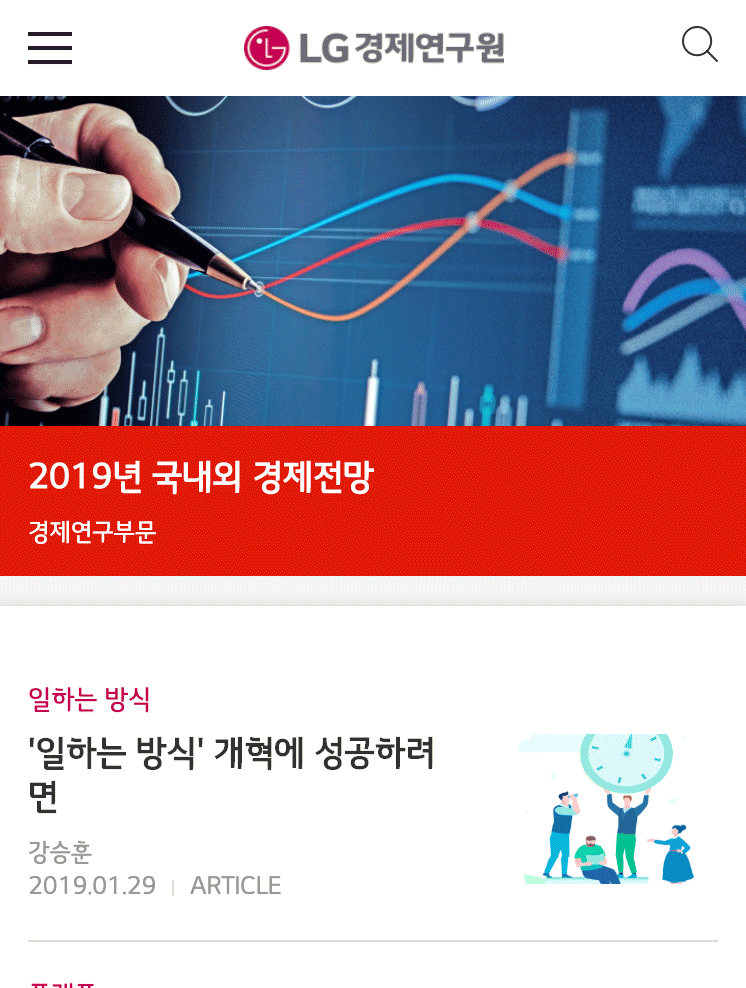 LG 경제연구원
2019년 국내외 경제전망
경제연구부문
일하는 방식
'일하는 방식' 개혁에 성공하려
면
강승훈
2019.01.29 | ARTICLE